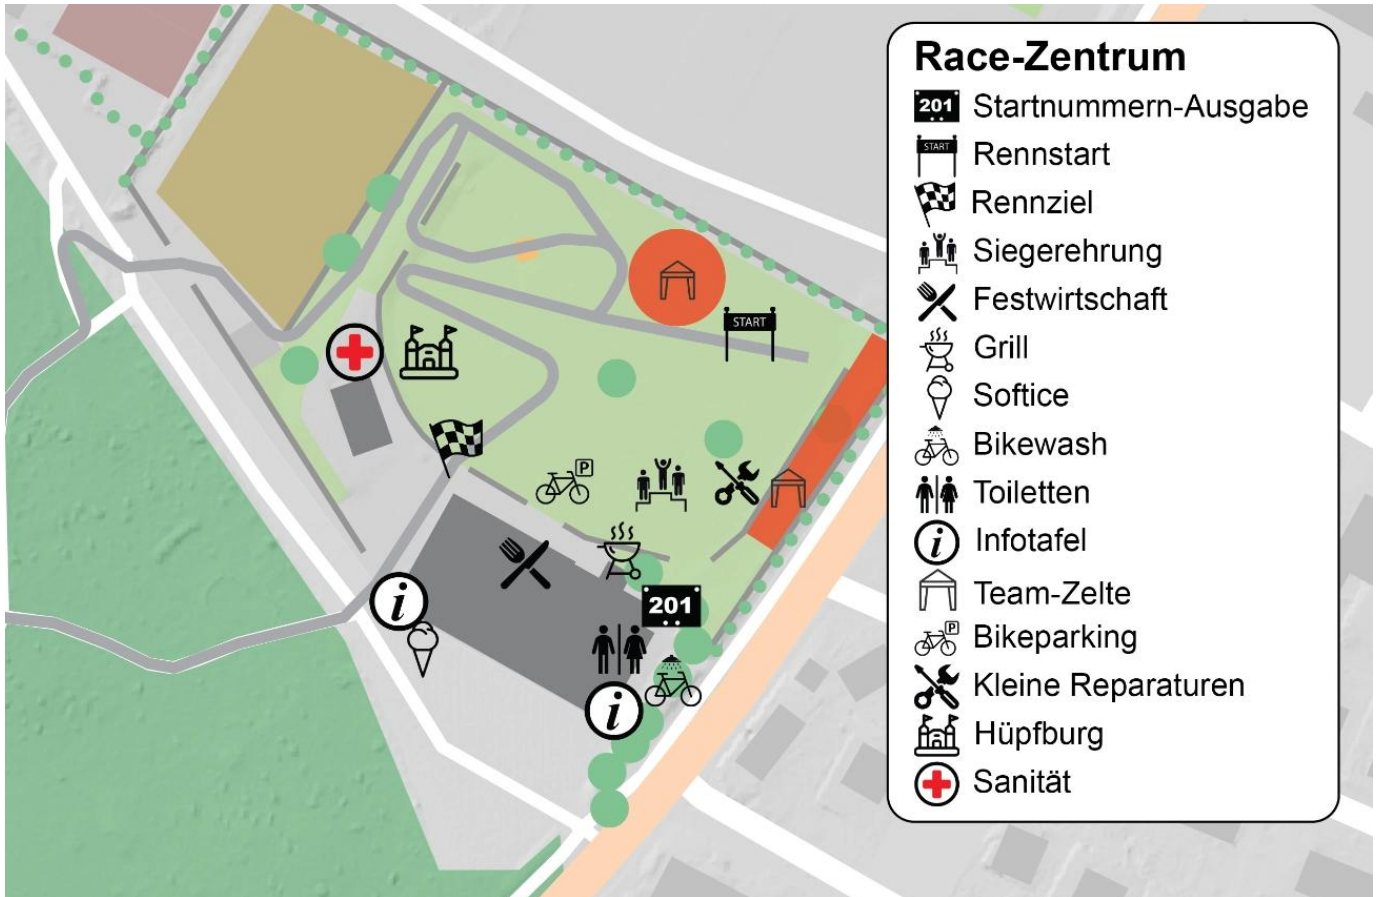 Race-Zentrum
201 Startnummern-Ausgabe
START Rennstart
Rennziel
Siegerehrung
Festwirtschaft
Grill
Softice
Bikewash
Toiletten
i Infotafel
Team-Zelte
P Bikeparking
Kleine Reparaturen
Hüpfburg
Sanität
START
P
201
i
i